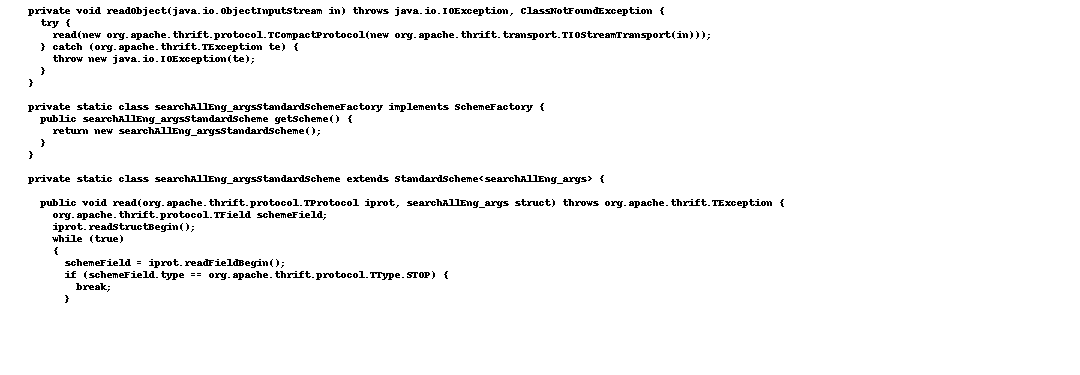 private void readObject(java.io.ObjectInputStream in) throws java.io.IOException, ClassNotFoundException {
try {
read(new org.apache.thrift.protocol.TCompactProtocol(new org.apache.thrift.transport.TIOStreamTransport(in)));
} catch (org.apache.thrift.TException te) {
throw new java.io.IOException(te);
}
}
private static class searchAllEng_argsStandardSchemeFactory implements SchemeFactory {
public searchAllEng_argsStandardScheme getScheme() {
return new searchAllEng_argsStandardScheme();
}
}
private static class searchAllEng_argsStandardScheme extends StandardScheme<searchAllEng_args> {
public void read(org.apache.thrift.protocol.TProtocol iprot, searchAllEng_args struct) throws org.apache.thrift.TException {
org.apache.thrift.protocol.TField schemeField;
iprot.readStructBegin();
while (true)
{
schemeField = iprot.readFieldBegin();
if (schemeField.type == org.apache.thrift.protocol.TType.STOP) {
break;
}